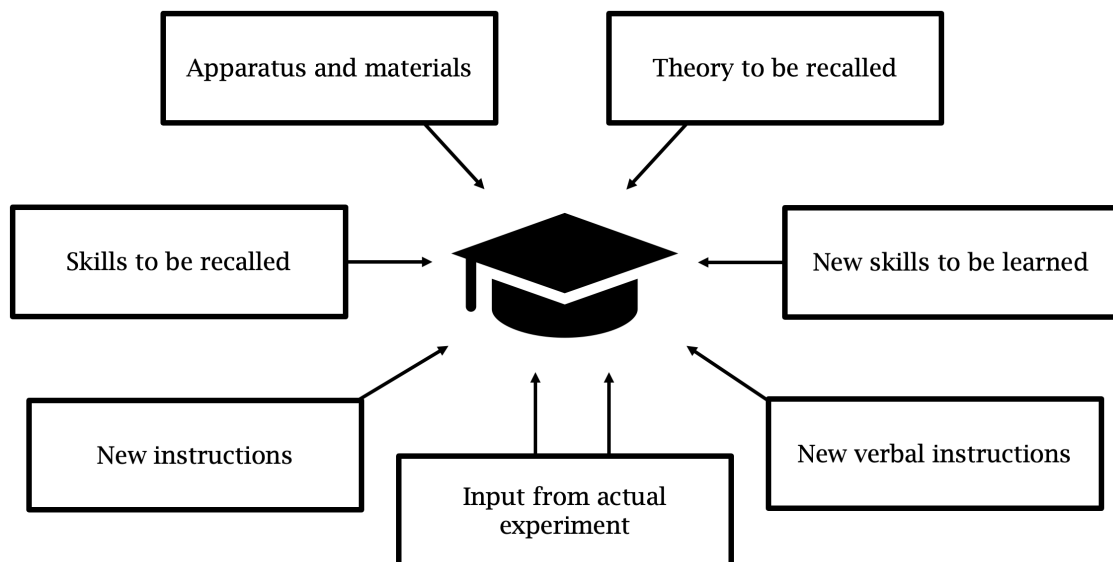 Apparatus and materials
Theory to be recalled
Skills to be recalled
New skills to be learned
New instructions
Input from actual
experiment
New verbal instructions